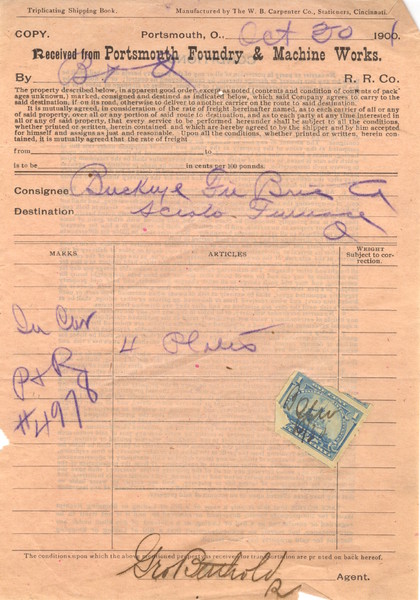 Triplicating Shipping Book. Manufactured by The W. B. Carpenter Co., Stationers, Cincinnati.
COPY. Portsmouth, O., Oct 30 1901
Received from Portsmouth Foundry & Machine Works.
By B & O R. R. Co.
The property described below, in apparent good order, except as noted (contents and condition of contents of pack-
ages unknown,) marked, consigned and destined as indicated below, which said Company agrees to carry to the
said destination, if on its road, otherwise to deliver to another carrier on the route to said destination.
It is mutually agreed, in consideration of the rate of freight hereinafter named, as to each carrier of all or any
of said property, over all or any portion of said route to destination, and as to each party at any time interested in
all or any of said property, that every service to be performed hereunder shall be subject to all the conditions,
whether printed or written, herein contained and which are hereby agreed to by the shipper and by him accepted
for himself and assigns as just and reasonable. Upon all the conditions, whether printed or written, herein con-
tained, it is mutually agreed that the rate of freight
from to
is to be in cents per 100 pounds.
Consignee Buckeye Fire Brick Co
Destination Scioto Furnace
O
MARKS ARTICLES WEIGHT
Subject to cor-
rection.
In Car
P & R
#4978
4 Plates
1
The conditions upon which the above mentioned property is received for transportation are printed on back hereof.
Geo Berthold Agent.